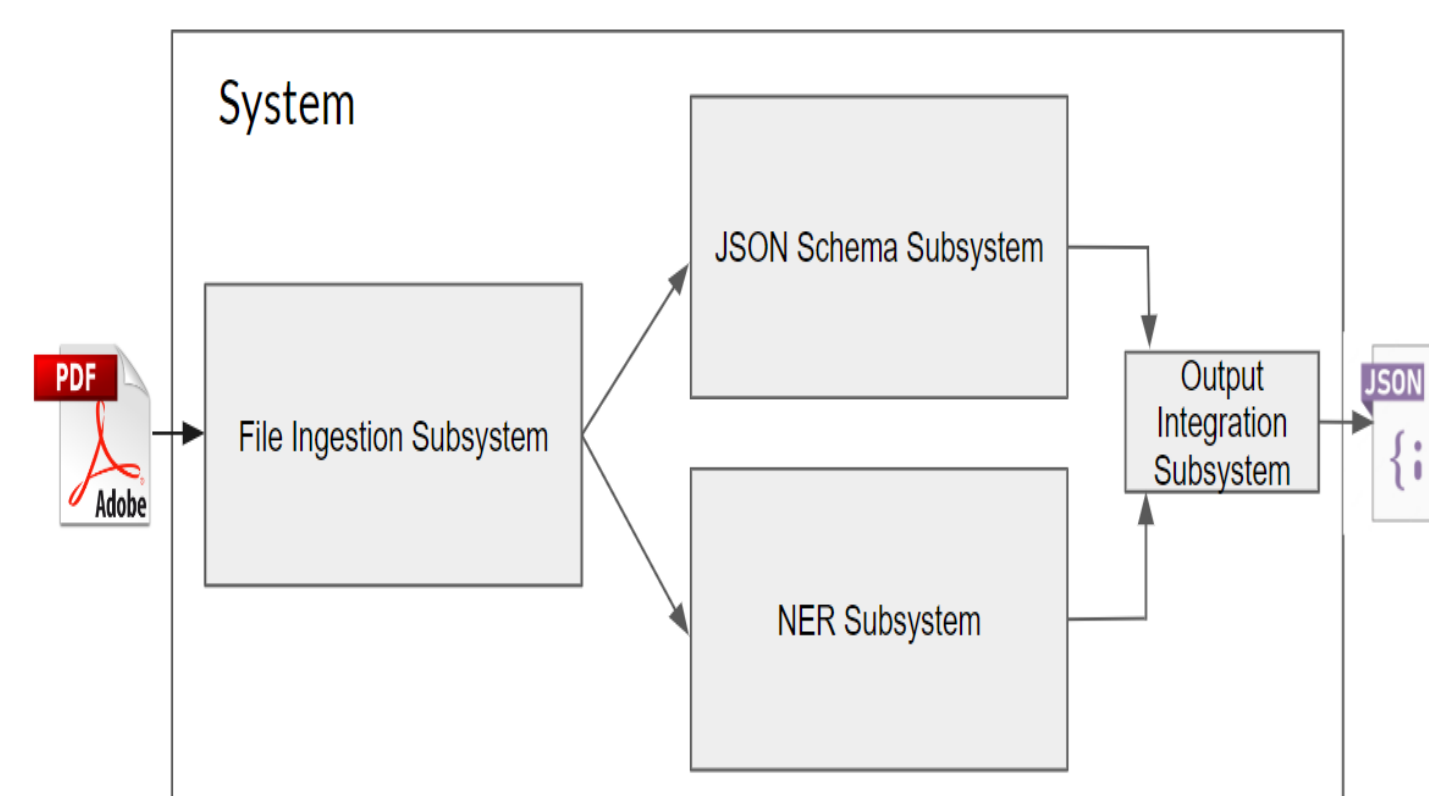 System
JSON Schema Subsystem
PDF
Adobe
File Ingestion Subsystem
Output
Integration
Subsystem
JSON
{;
NER Subsystem